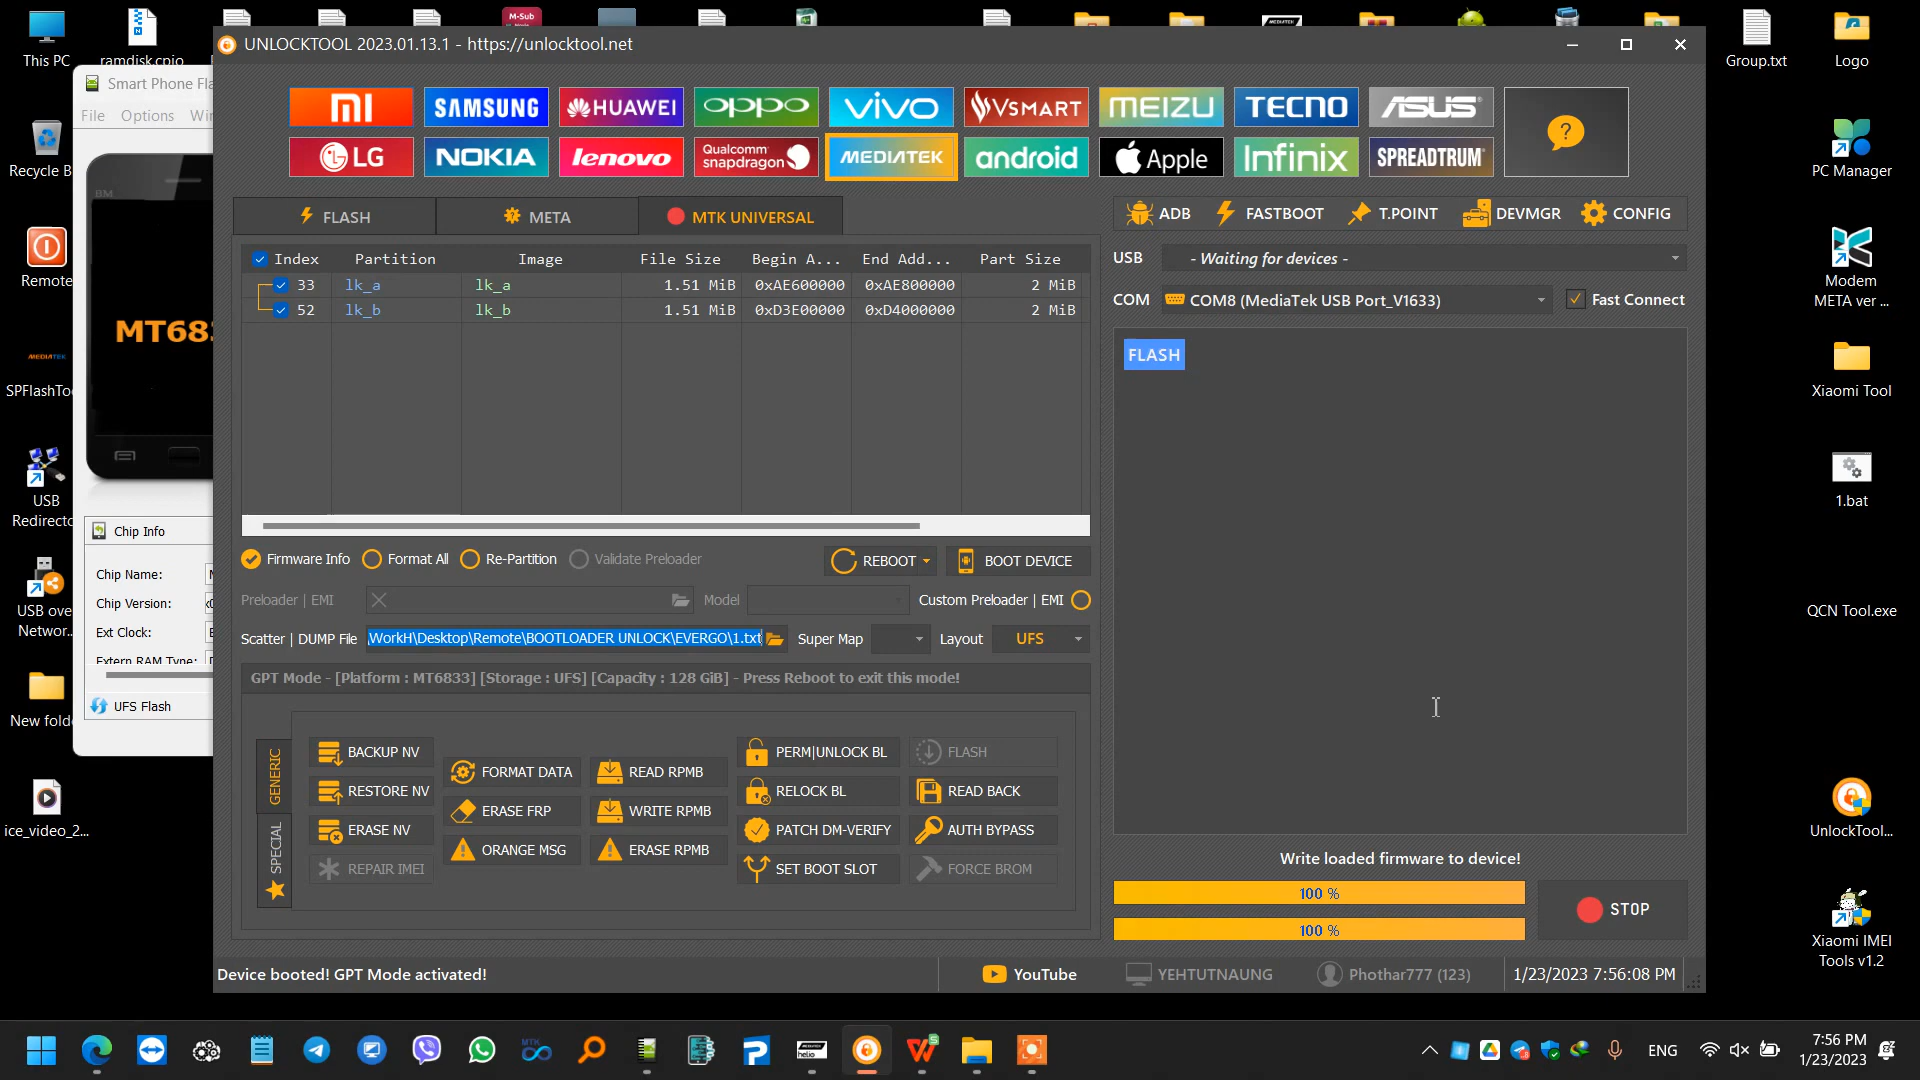 This PC
ramdisk.cpio
Group.txt
Logo
UNLOCKTOOL 2023.01.13.1 - https://unlocktool.net
Smart Phone Fla
File Options Win
mi
SAMSUNG
HUAWEI
oppo
vivo
VSMART
MEIZU
TECNO
ASUS
?
LG
NOKIA
lenovo
Qualcomm snapdragon
MEDIATEK
android
Apple
Infinix
SPREADTRUM
Recycle B
PC Manager
FLASH
META
MTK UNIVERSAL
ADB
FASTBOOT
T.POINT
DEVMGR
CONFIG
Index Partition Image File Size Begin A... End Add... Part Size
33 lk_a lk_a 1.51 MiB 0xAE600000 0xAE800000 2 MiB
52 lk_b lk_b 1.51 MiB 0xD3E00000 0xD4000000 2 MiB
USB - Waiting for devices -
COM COM8 (MediaTek USB Port_V1633) Fast Connect
FLASH
Remote
Modem
META ver ...
BM
MT683
MEDIATEK
SPFlashToo
Xiaomi Tool
USB
Redirecto
1.bat
Chip Info
Chip Name:
Chip Version:
Ext Clock:
Extern RAM Type:
UFS Flash
Firmware Info Format All Re-Partition Validate Preloader
REBOOT
BOOT DEVICE
Preloader | EMI
Model
Custom Preloader | EMI
Scatter | DUMP File \WorkH\Desktop\Remote\BOOTLOADER UNLOCK\EVERGO\1.txt Super Map Layout UFS
USB ove
Networ...
QCN Tool.exe
GPT Mode - [Platform : MT6833] [Storage : UFS] [Capacity : 128 GiB] - Press Reboot to exit this mode!
New fold
GENERIC
SPECIAL
BACKUP NV
RESTORE NV
ERASE NV
REPAIR IMEI
FORMAT DATA
ERASE FRP
ORANGE MSG
READ RPMB
WRITE RPMB
ERASE RPMB
PERM|UNLOCK BL
RELOCK BL
PATCH DM-VERIFY
SET BOOT SLOT
FLASH
READ BACK
AUTH BYPASS
FORCE BROM
ice_video_2...
UnlockTool...
Write loaded firmware to device!
100 %
100 %
STOP
Xiaomi IMEI
Tools v1.2
Device booted! GPT Mode activated!
YouTube
YEHTUTNAUNG
Phothar777 (123)
1/23/2023 7:56:08 PM
ENG
7:56 PM
1/23/2023